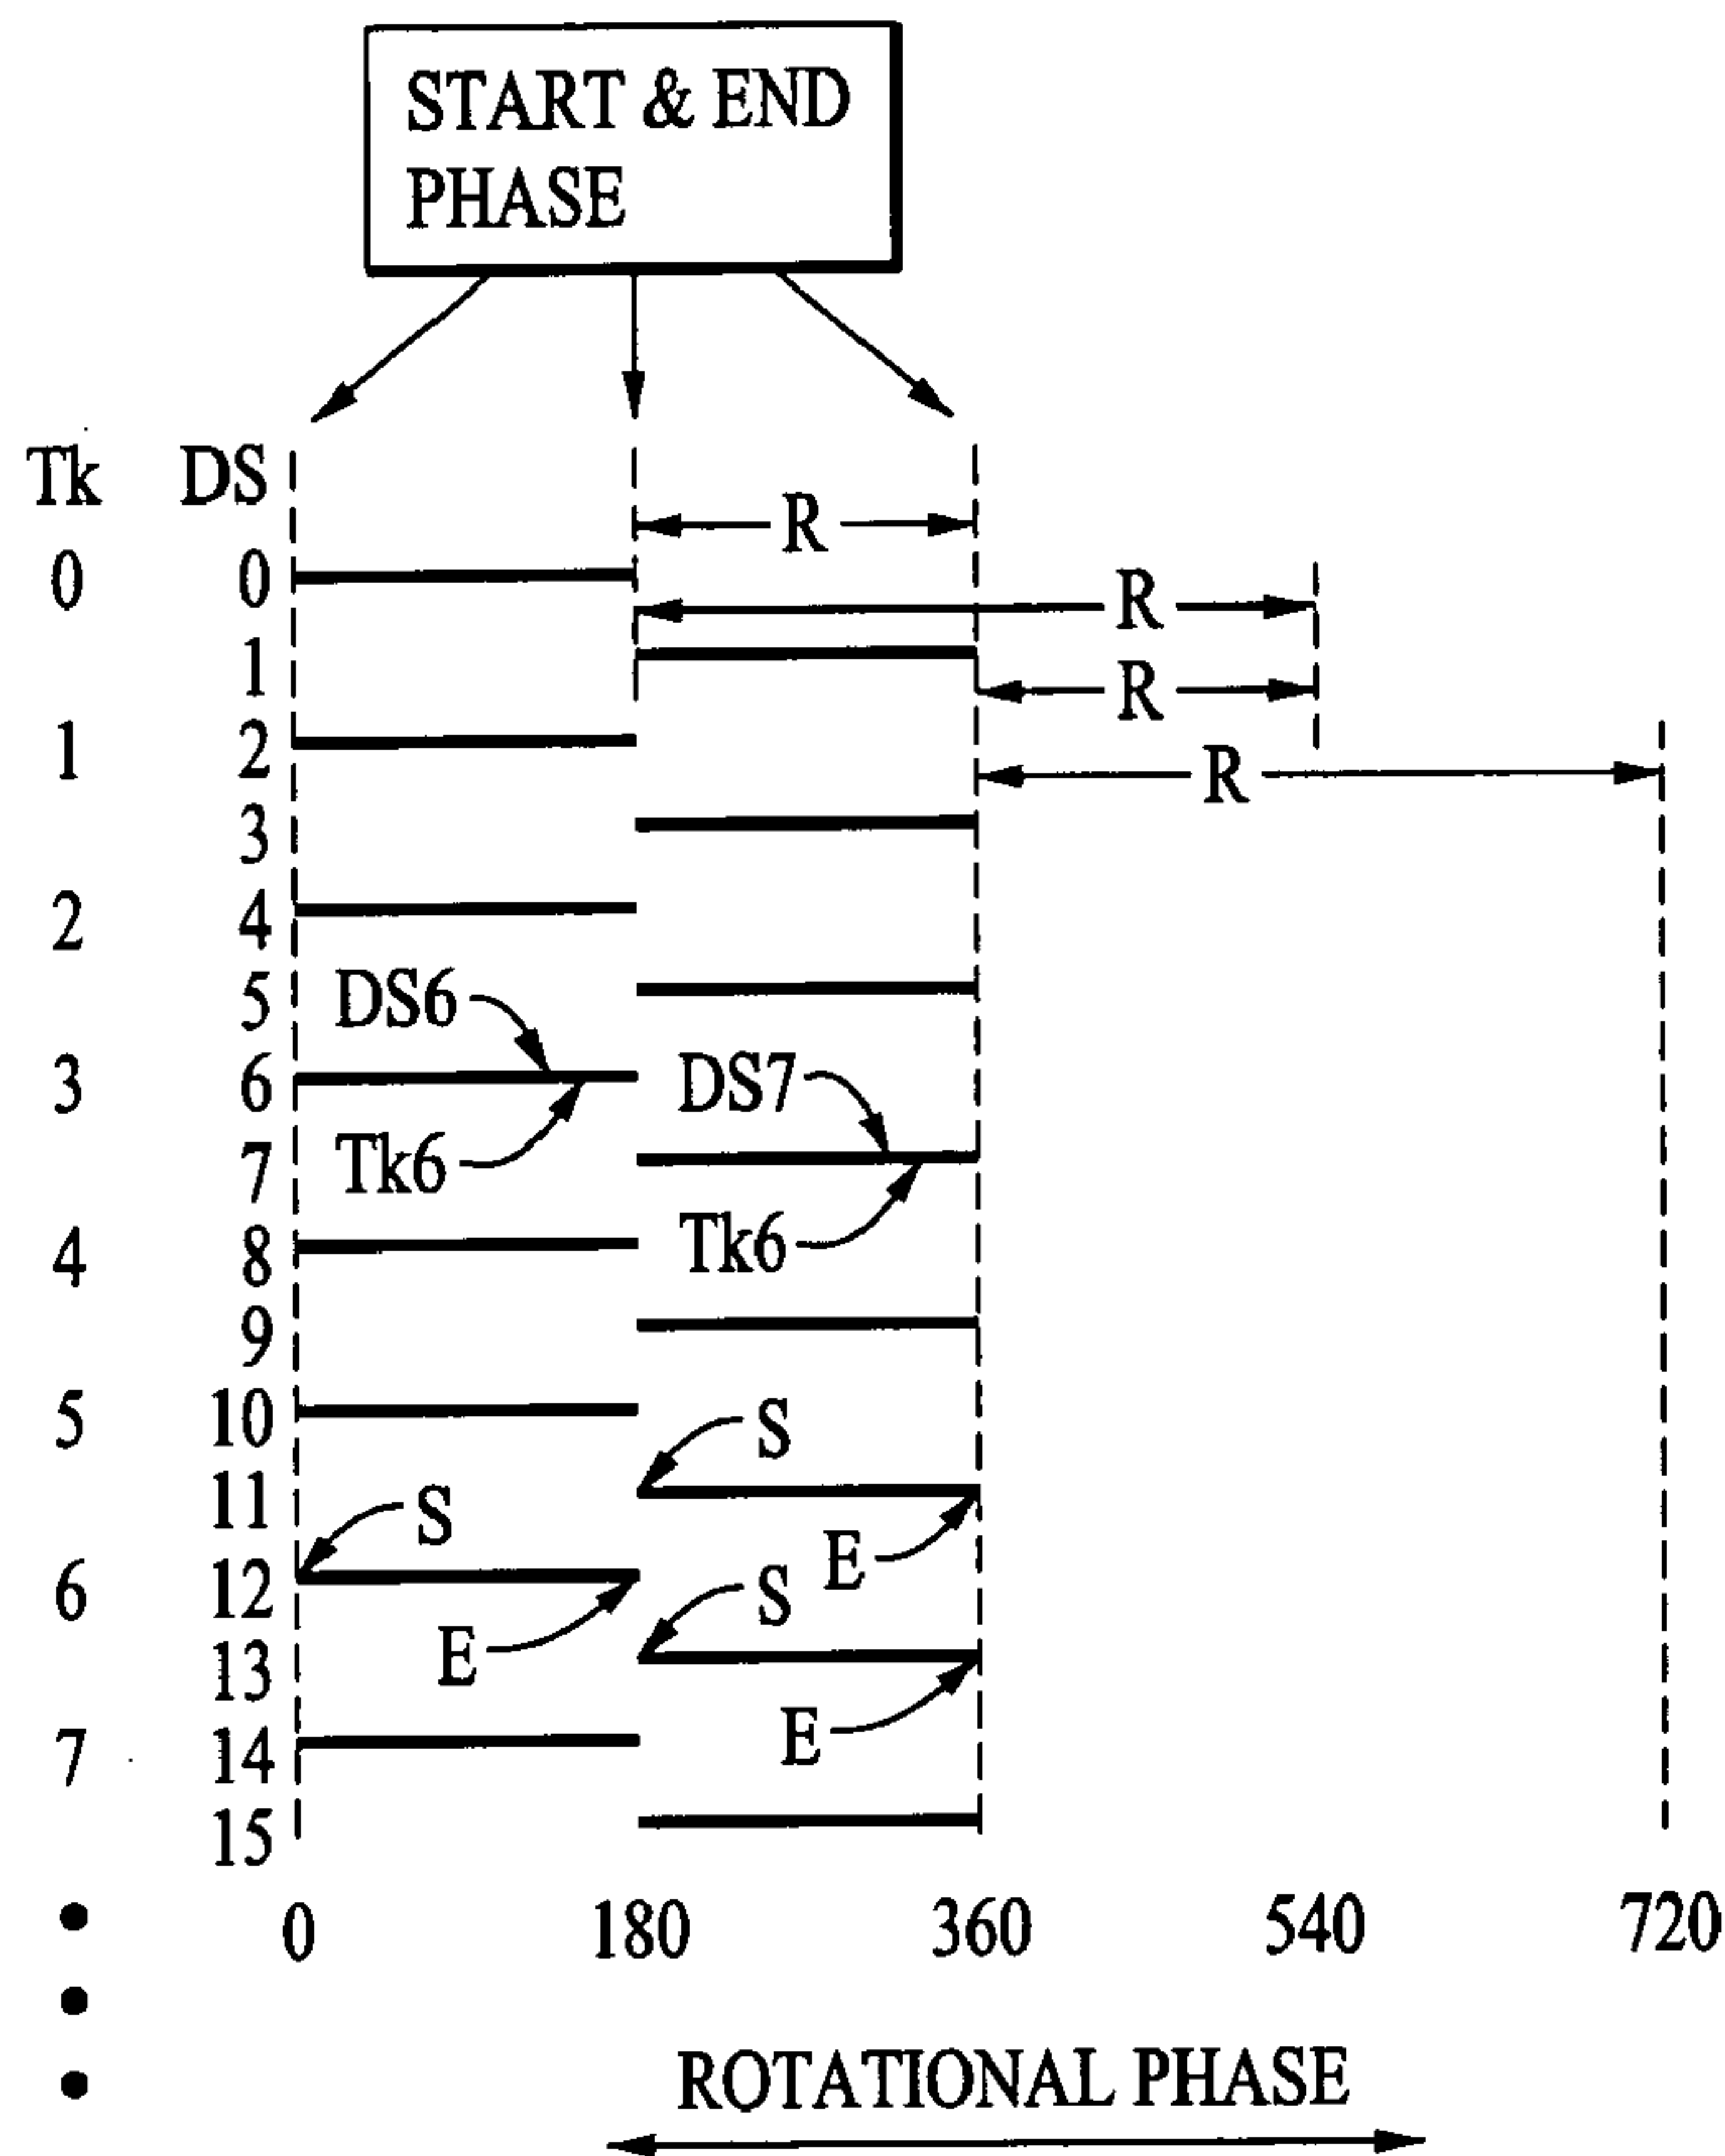 START & END
PHASE
Tk DS
R
0 0
R
1
R
1 2
R
3
2 4
5 DS6
3 6 DS7
7 Tk6
4 8 Tk6
9
5 10 S
11 S
E
6 12 S
13 E
7 14 E
15
0 180 360 540 720
ROTATIONAL PHASE